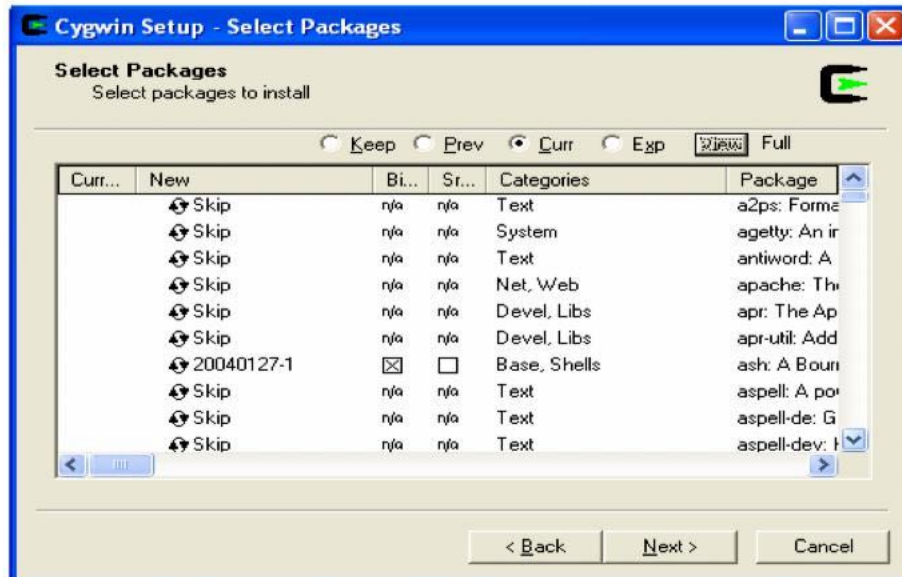 Cygwin Setup - Select Packages
Select Packages
Select packages to install
Keep Prev Curr Exp View Full
Curr... New Bi... Sr... Categories Package
Skip n/a n/a Text a2ps: Forma
Skip n/a n/a System agetty: An in
Skip n/a n/a Text antiword: A
Skip n/a n/a Net, Web apache: The
Skip n/a n/a Devel, Libs apr: The Ap
Skip n/a n/a Devel, Libs apr-util: Add
20040127-1 Base, Shells ash: A Bourn
Skip n/a n/a Text aspell: A pow
Skip n/a n/a Text aspell-de: G
Skip n/a n/a Text aspell-dev:
< Back Next > Cancel